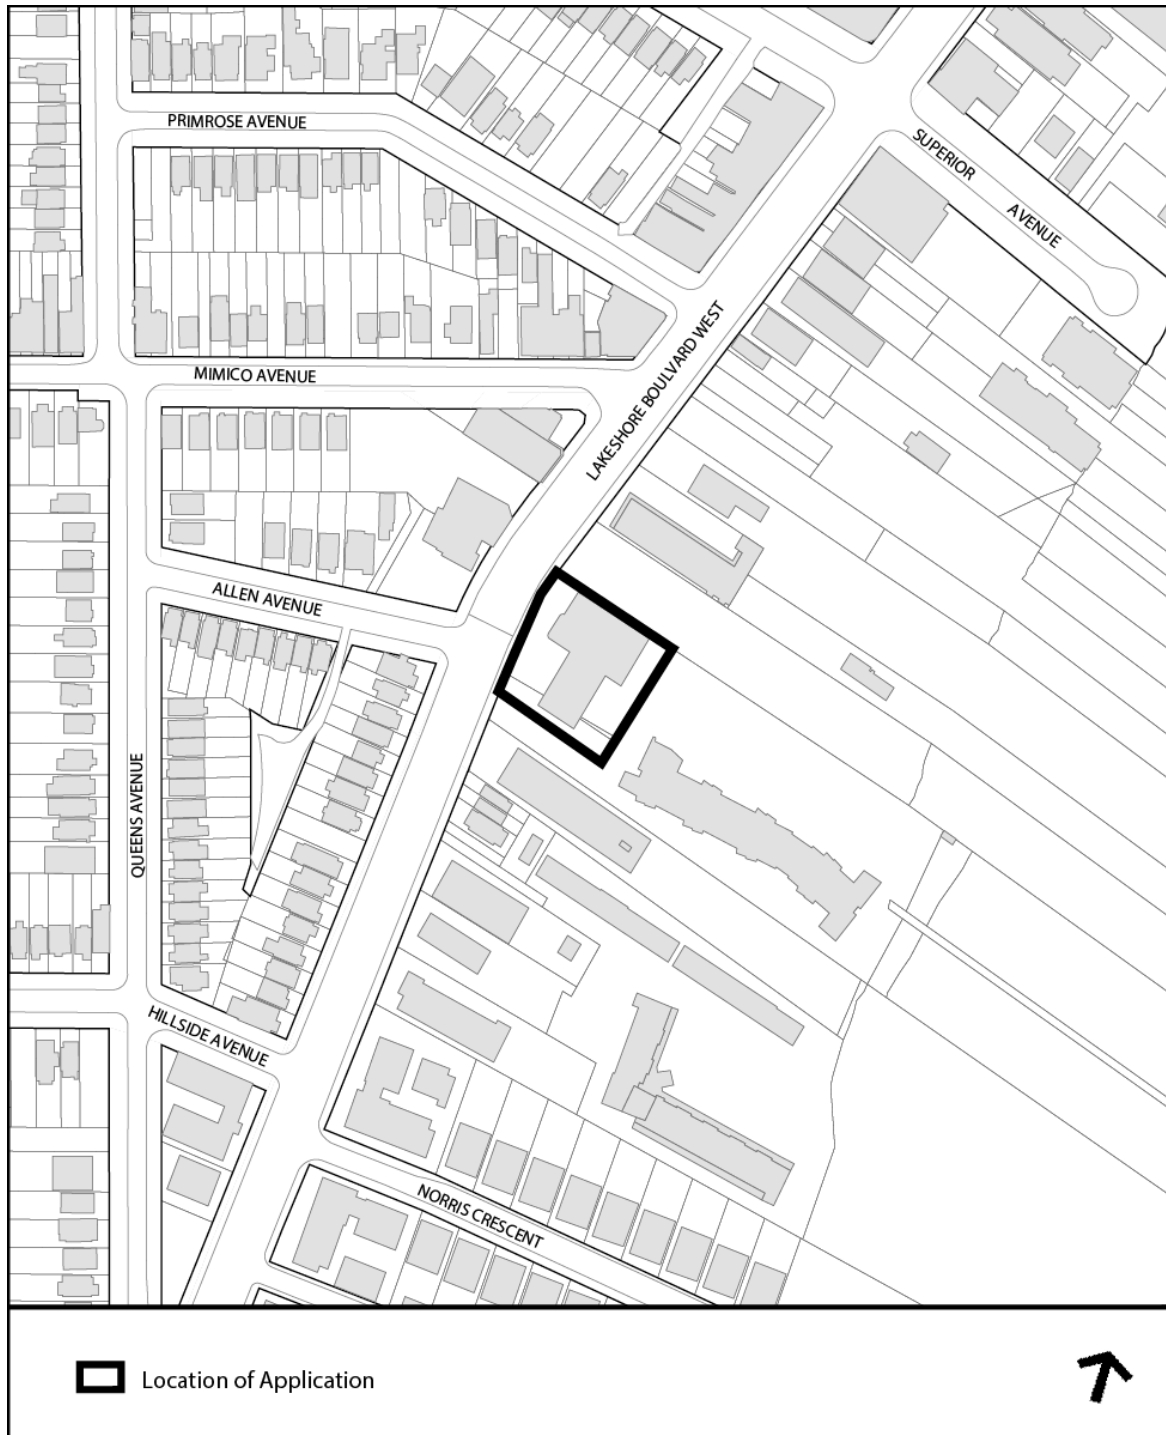 PRIMROSE AVENUE
SUPERIOR
AVENUE
LAKESHORE BOULVARD WEST
MIMICO AVENUE
ALLEN AVENUE
QUEENS AVENUE
HILLSIDE AVENUE
NORRIS CRESCENT
Location of Application